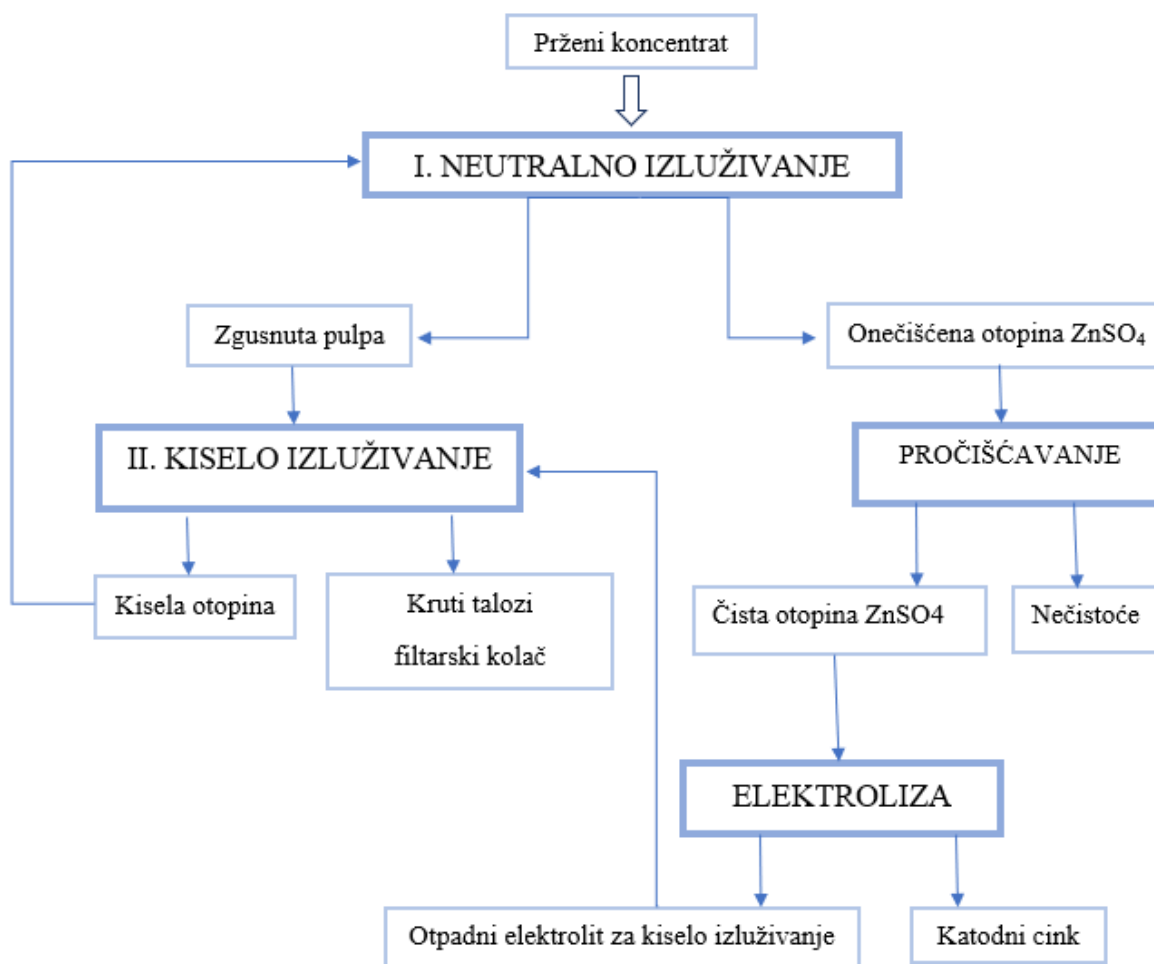 Prženi koncentrat
I. NEUTRALNO IZLUŽIVANJE
Zgusnuta pulpa
Onečišćena otopina ZnSO₄
II. KISELO IZLUŽIVANJE
PROČIŠĆAVANJE
Kisela otopina
Kruti talozi
filtarski kolač
Čista otopina ZnSO4
Nečistoće
ELEKTROLIZA
Otpadni elektrolit za kiselo izluživanje
Katodni cink